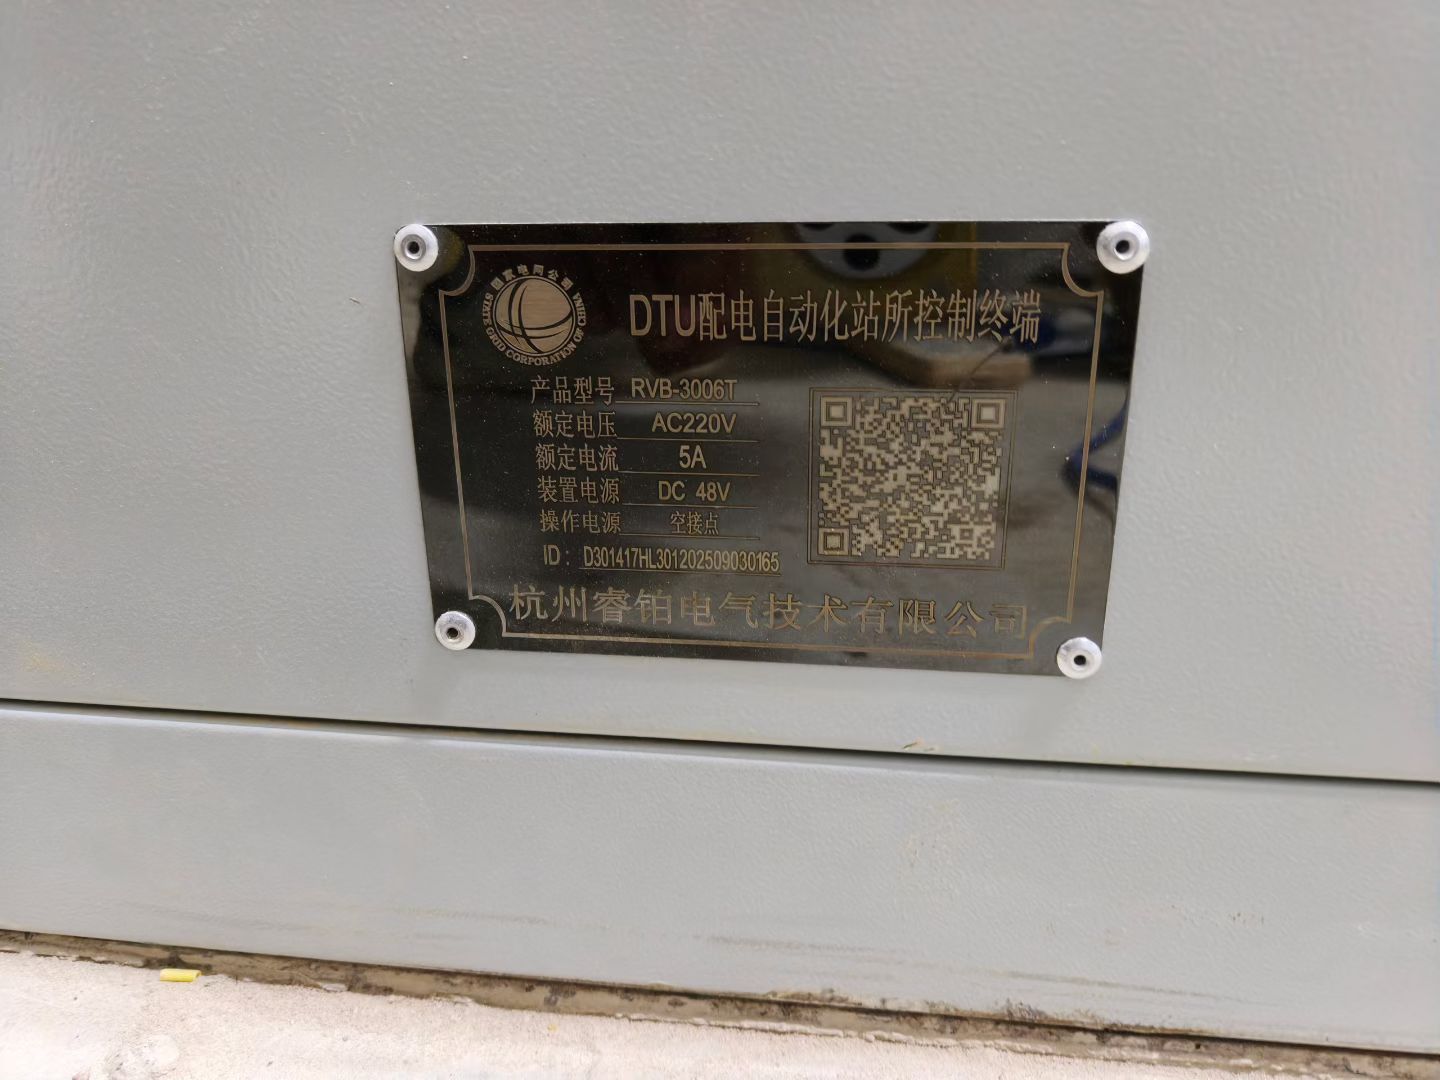 国家电网公司
STATE GRID CORPORATION OF CHINA
DTU配电自动化站所控制终端
产品型号 RVB-3006T
额定电压 AC220V
额定电流 5A
装置电源 DC 48V
操作电源 空接点
ID: D301417HL301202509030165
杭州睿铂电气技术有限公司